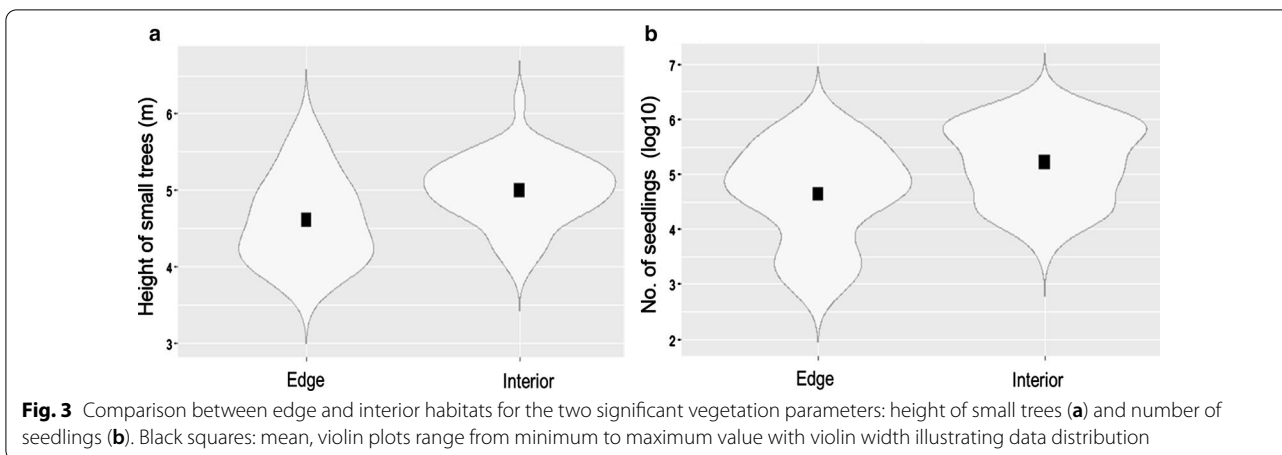 a
b
Height of small trees (m)
6
5
4
3
Edge
Interior
No. of seedlings (log10)
7
6
5
4
3
2
Edge
Interior
Fig. 3 Comparison between edge and interior habitats for the two significant vegetation parameters: height of small trees (a) and number of
seedlings (b). Black squares: mean, violin plots range from minimum to maximum value with violin width illustrating data distribution